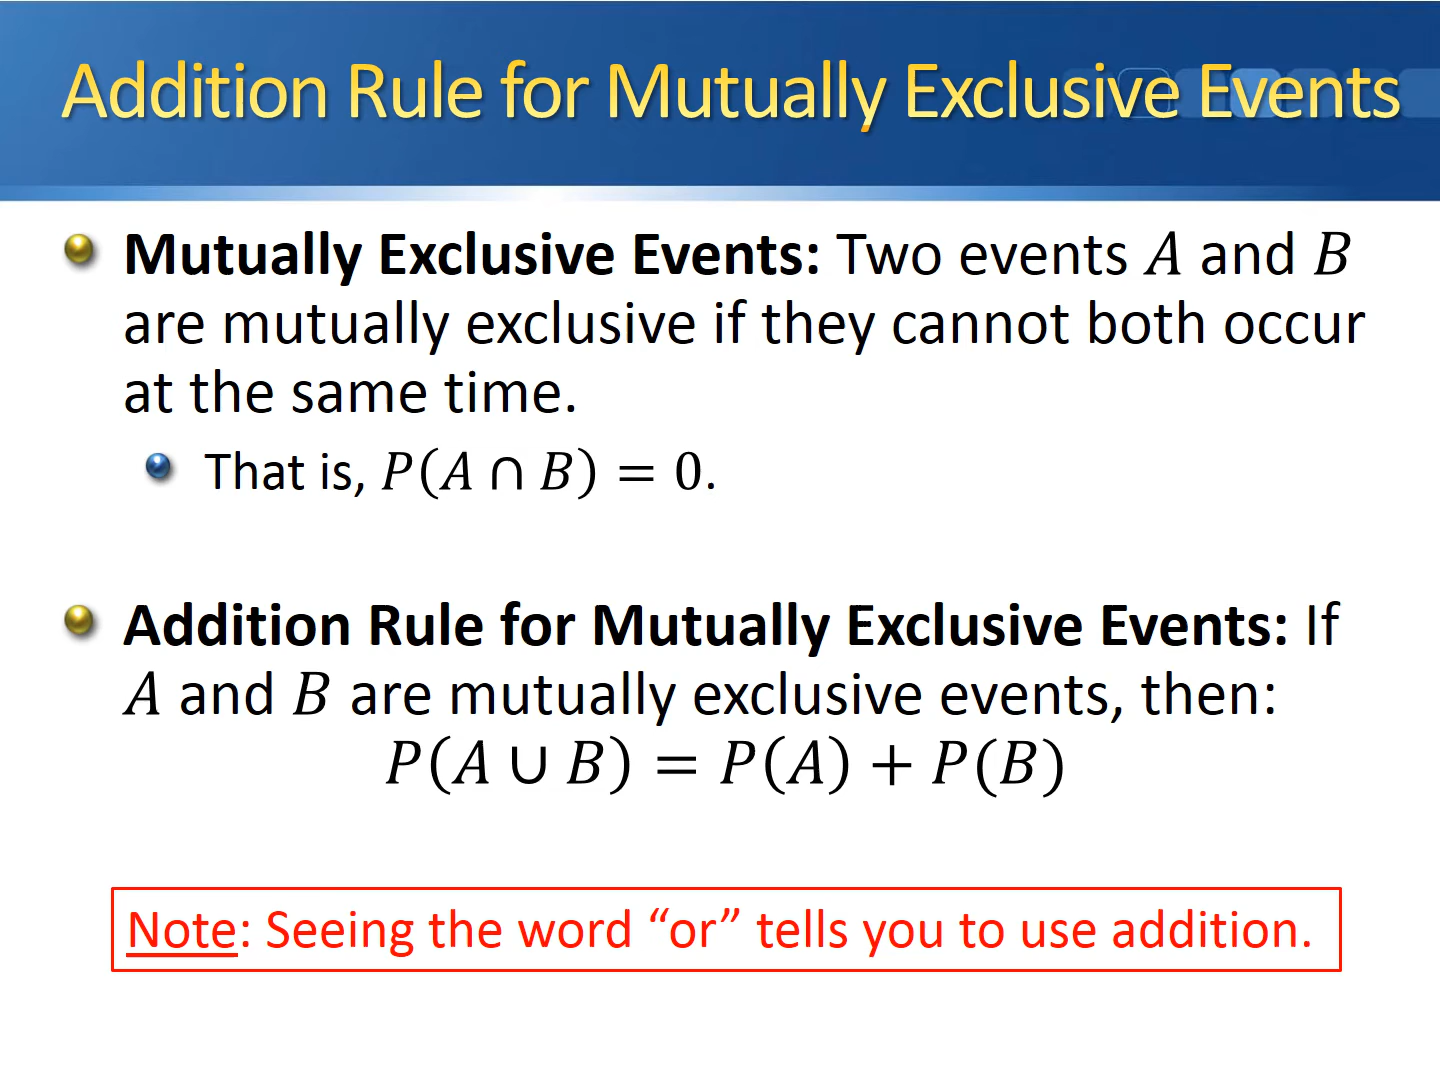 Addition Rule for Mutually Exclusive Events
Mutually Exclusive Events: Two events A and B
are mutually exclusive if they cannot both occur
at the same time.
That is, P(A ∩ B) = 0.
Addition Rule for Mutually Exclusive Events: If
A and B are mutually exclusive events, then:
P(A ∪ B) = P(A) + P(B)
Note: Seeing the word “or” tells you to use addition.